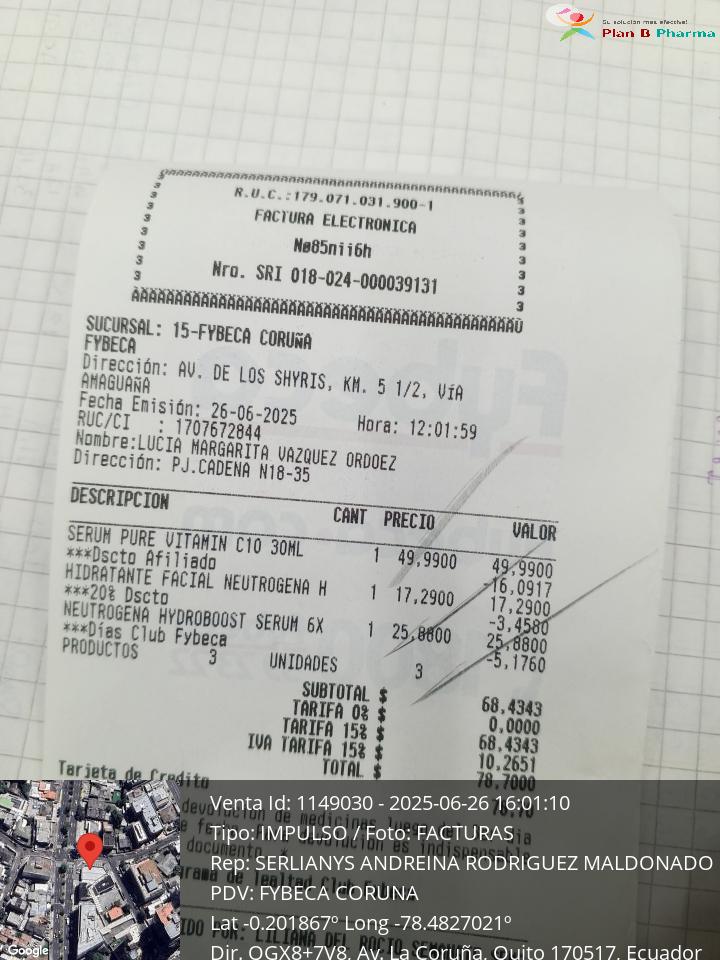 Su solución más efectiva!
Plan B Pharma
R.U.C.:179.071.031.900-1
FACTURA ELECTRONICA
Nø85nii6h
Nro. SRI 018-024-000039131
SUCURSAL: 15-FYBECA CORUÑA
FYBECA
Dirección: AV. DE LOS SHYRIS, KM. 5 1/2, VíA
AMAGUAÑA
Fecha Emisión: 26-06-2025 Hora: 12:01:59
RUC/CI : 1707672844
Nombre:LUCIA MARGARITA VAZQUEZ ORDOEZ
Dirección: PJ.CADENA N18-35
DESCRIPCION CANT PRECIO VALOR
SERUM PURE VITAMIN C10 30ML 1 49,9900 49,9900
***Dscto Afiliado -16,0917
HIDRATANTE FACIAL NEUTROGENA H 1 17,2900 17,2900
***20% Dscto -3,4580
NEUTROGENA HYDROBOOST SERUM 6X 1 25,8800 25,8800
***Días Club Fybeca -5,1760
PRODUCTOS 3 UNIDADES 3
SUBTOTAL $ 68,4343
TARIFA 0% $ 0,0000
TARIFA 15% $ 68,4343
IVA TARIFA 15% $ 10,2651
TOTAL $ 78,7000
Tarjeta de Credito
Venta Id: 1149030 - 2025-06-26 16:01:10
Tipo: IMPULSO / Foto: FACTURAS
Rep: SERLIANYS ANDREINA RODRIGUEZ MALDONADO
PDV: FYBECA CORUNA
Lat -0.201867º Long -78.4827021º
Dir. QGX8+7V8, Av. La Coruña, Quito 170517, Ecuador
Google